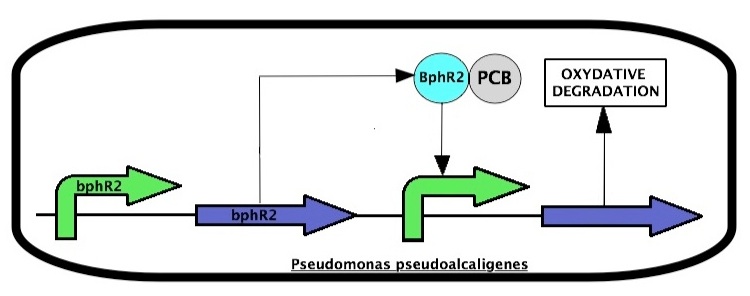 BphR2
PCB
OXYDATIVE
DEGRADATION
bphR2
bphR2
Pseudomonas pseudoalcaligenes